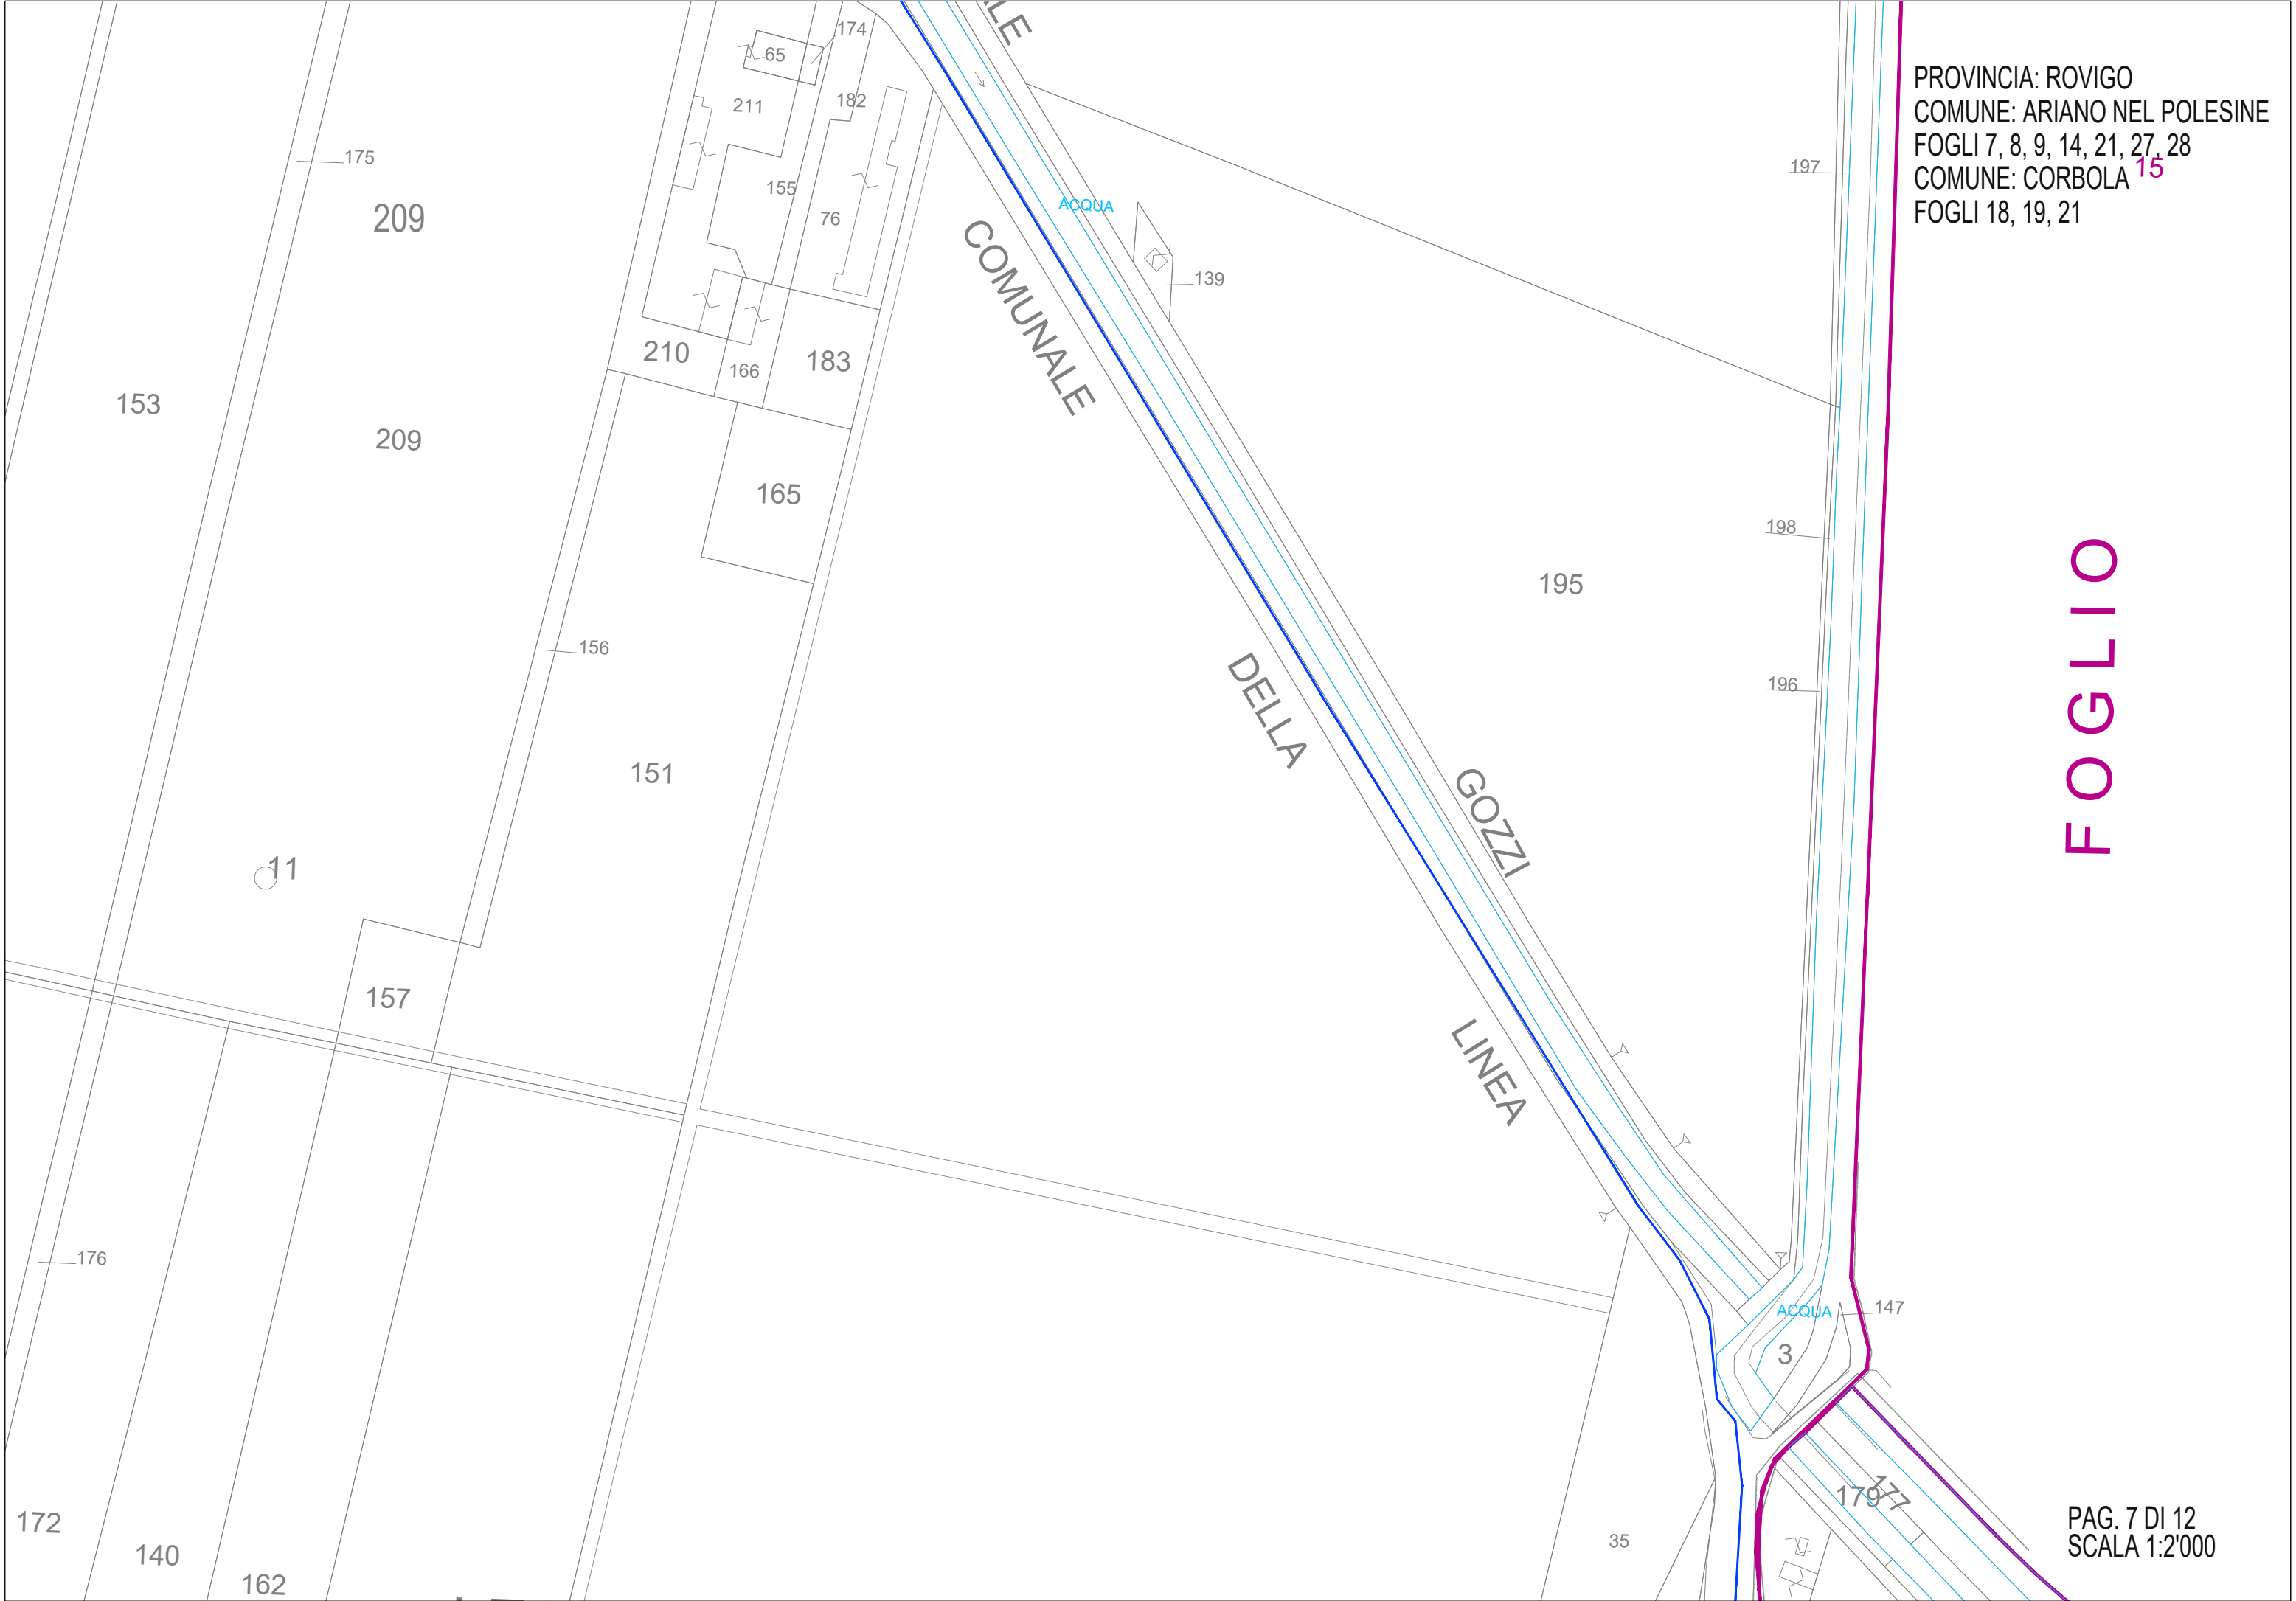 ALE
174
65
211
182
PROVINCIA: ROVIGO
COMUNE: ARIANO NEL POLESINE
FOGLI 7, 8, 9, 14, 21, 27, 28
COMUNE: CORBOLA
15
FOGLI 18, 19, 21
175
197
155
209
76
ACQUA
COMUNALE
139
210
166
183
153
209
165
198
195
FOGLIO
156
196
DELLA
151
GOZZI
11
157
LINEA
176
ACQUA
147
3
179
177
172
140
162
35
PAG. 7 DI 12
SCALA 1:2'000